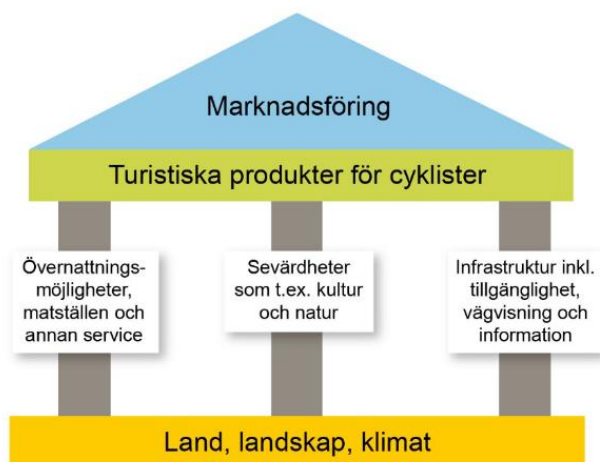 Marknadsföring
Turistiska produkter för cyklister
Övernattnings-
möjligheter,
matställen och
annan service
Sevärdheter
som t.ex. kultur
och natur
Infrastruktur inkl.
tillgänglighet,
vägvisning och
information
Land, landskap, klimat